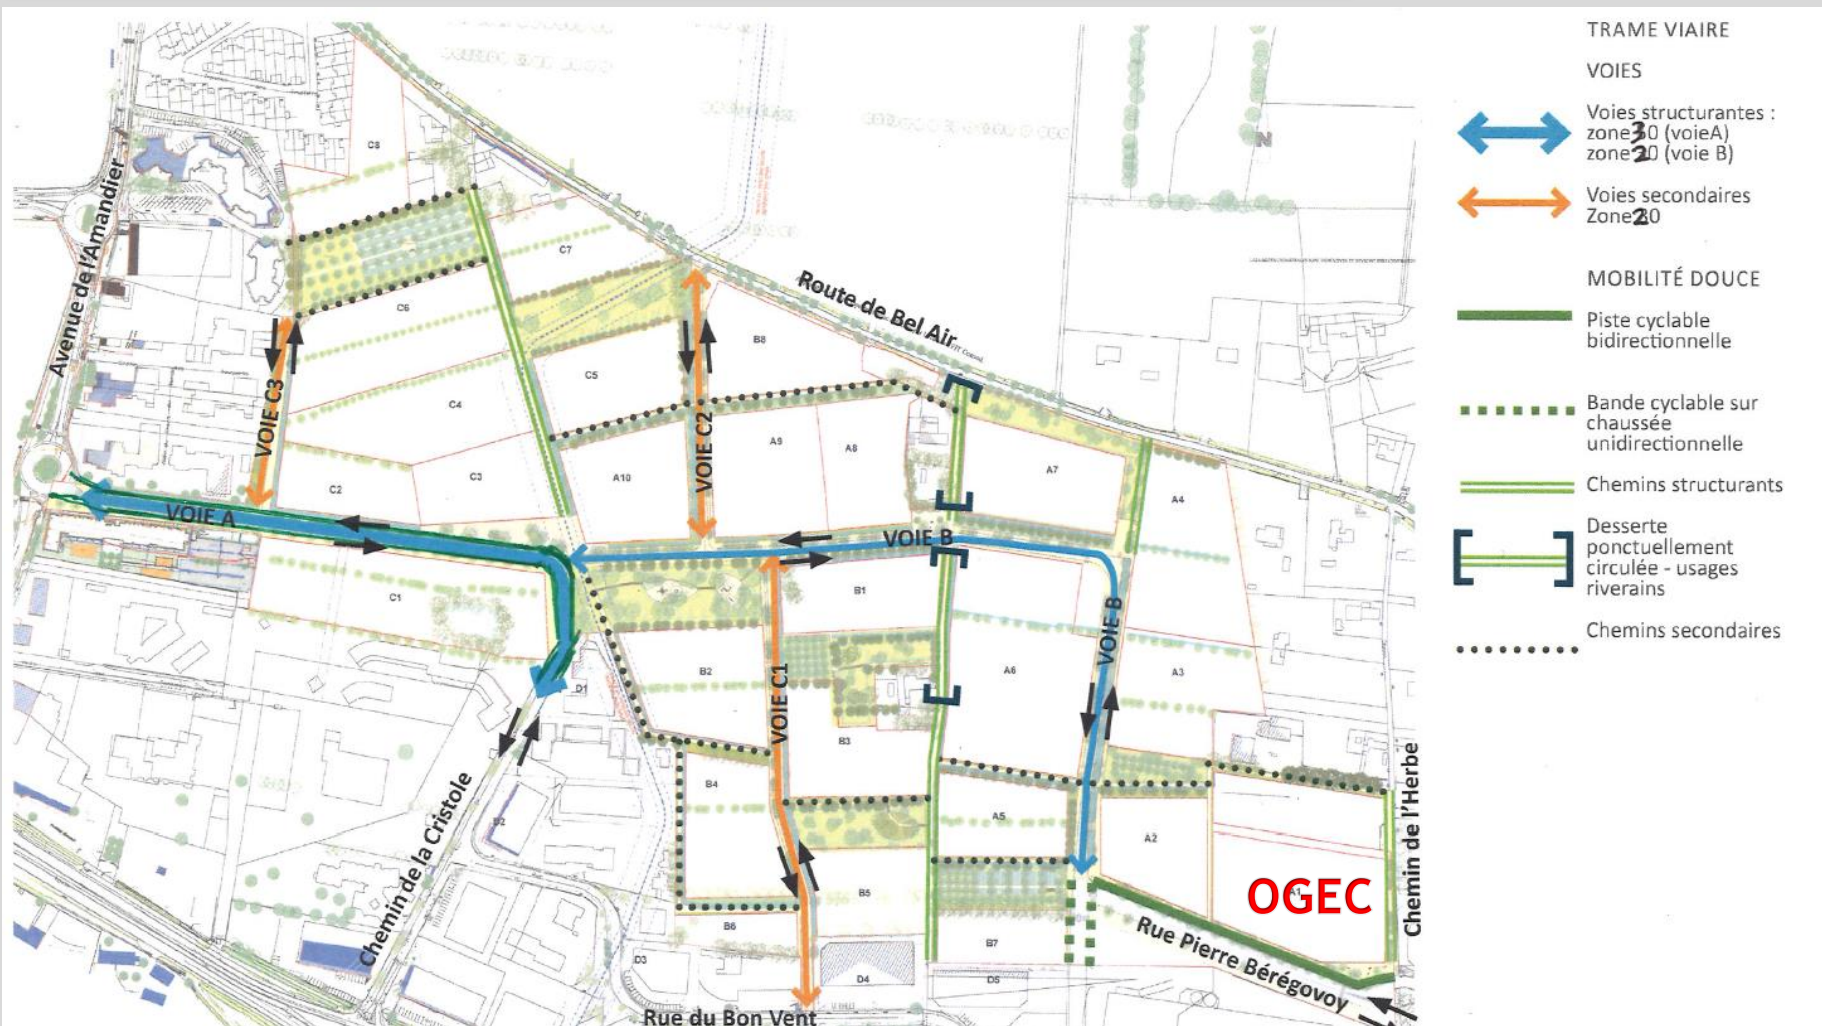 TRAME VIAIRE
VOIES
Voies structurantes :
zone 30 (voieA)
zone 20 (voie B)
Voies secondaires
Zone 20
MOBILITÉ DOUCE
Piste cyclable
bidirectionnelle
Bande cyclable sur
chaussée
unidirectionnelle
Chemins structurants
Desserte
ponctuellement
circulée - usages
riverains
Chemins secondaires
Avenue de l'Amandier
Route de Bel Air
Chemin de l'Herbe
Chemin de la Cristole
Rue Pierre Bérégovoy
Rue du Bon Vent
VOIE C3
VOIE C2
VOIE A
VOIE B
VOIE B
VOIE C1
OGEC
C8
C7
C6
C5
B8
C4
A9
A8
A7
C3
C2
A10
A4
C1
B1
B2
A6
A3
D1
B3
B4
A5
A2
B2
B5
A1
B6
B7
D3
D4
D5